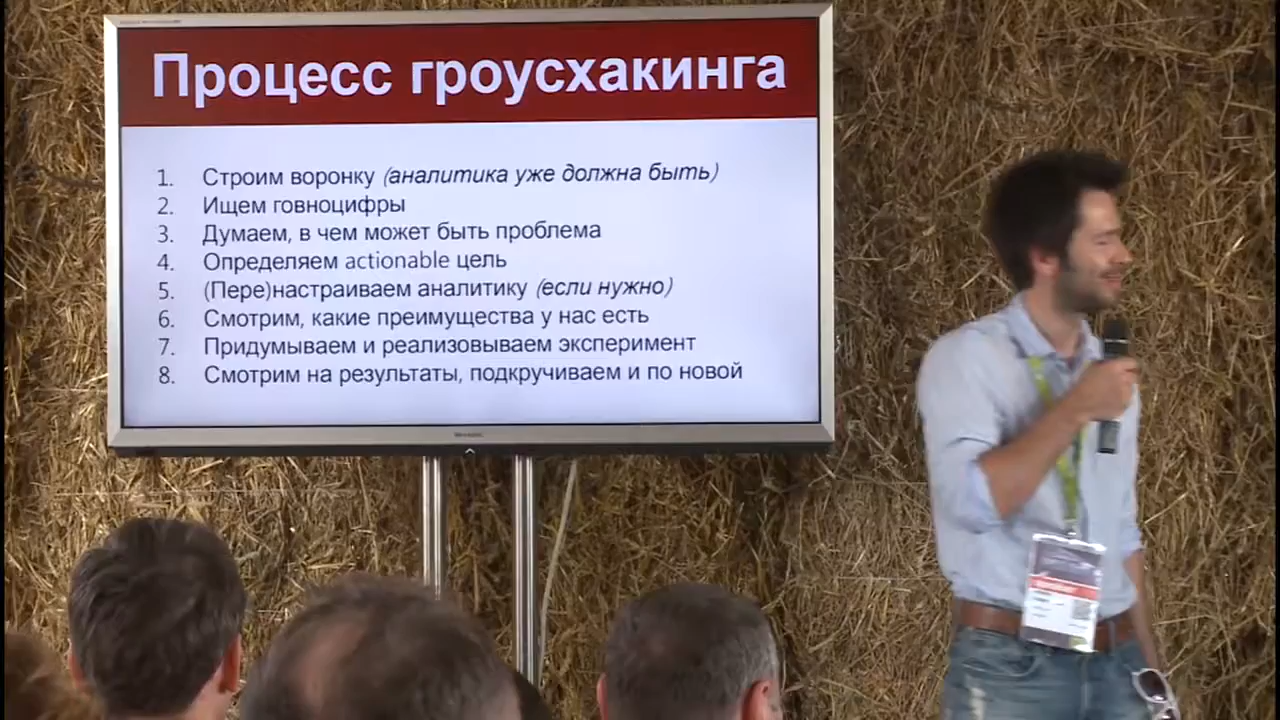 Процесс гроусхакинга
1. Строим воронку (аналитика уже должна быть)
2. Ищем говноцифры
3. Думаем, в чем может быть проблема
4. Определяем actionable цель
5. (Пере)настраиваем аналитику (если нужно)
6. Смотрим, какие преимущества у нас есть
7. Придумываем и реализовываем эксперимент
8. Смотрим на результаты, подкручиваем и по новой